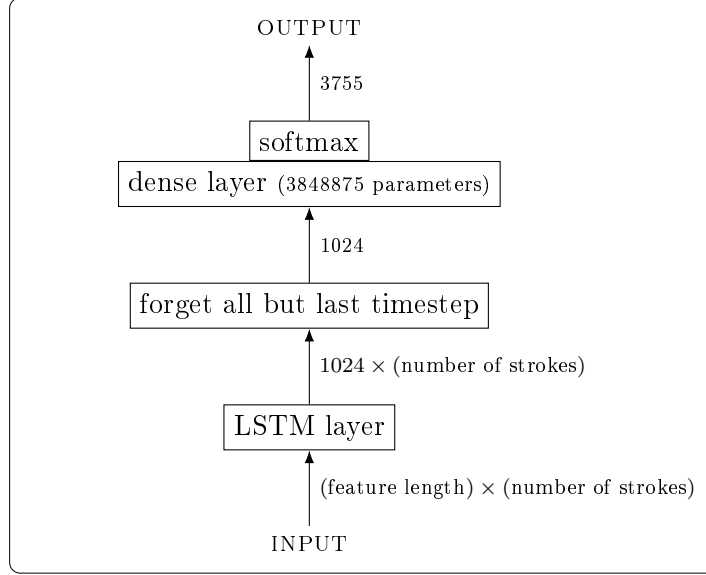 OUTPUT
3755
softmax
dense layer (3848875 parameters)
1024
forget all but last timestep
1024 × (number of strokes)
LSTM layer
(feature length) × (number of strokes)
INPUT